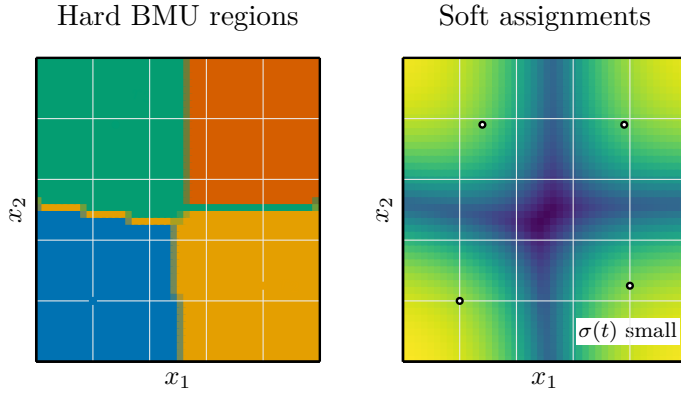 Hard BMU regions
Soft assignments
x₂
x₁
x₂
σ(t) small
x₁